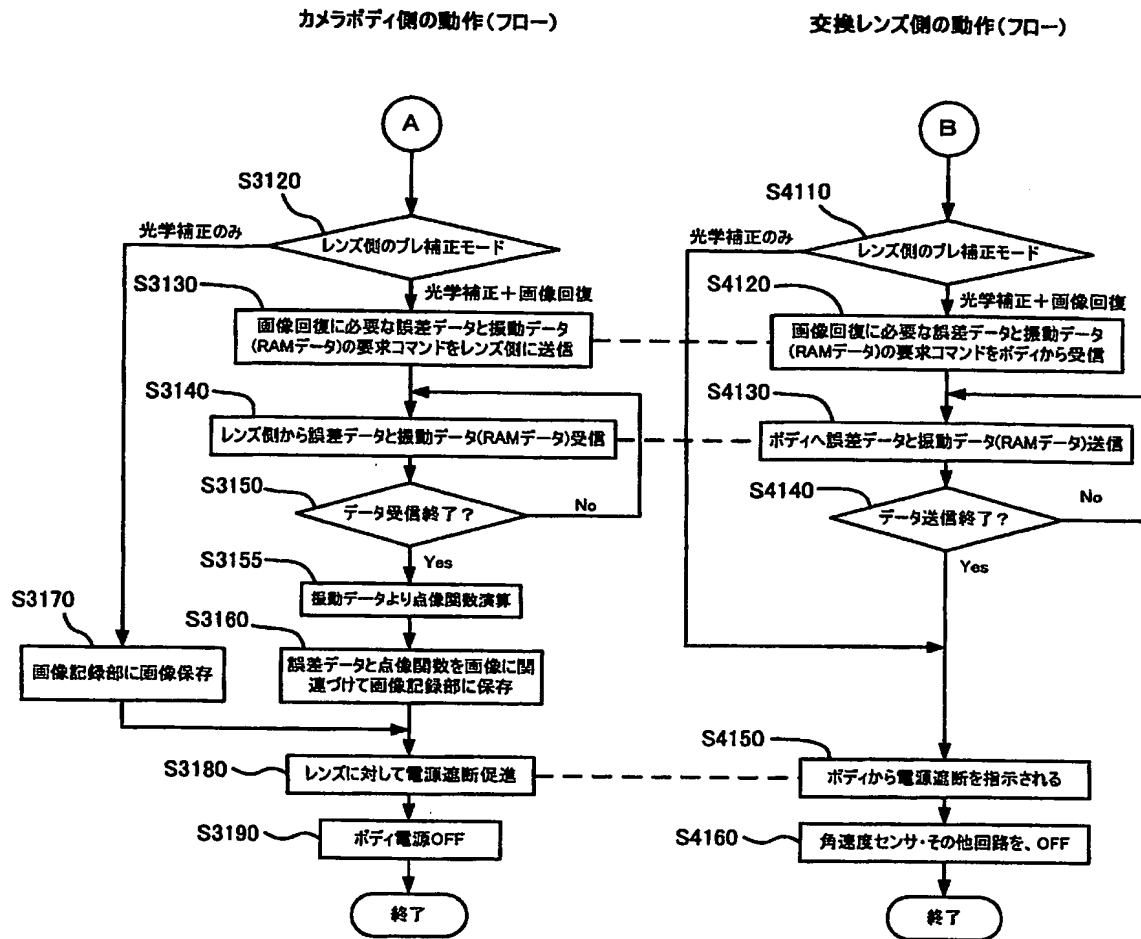 カメラボディ側の動作(フロー)
A
S3120
レンズ側のブレ補正モード
光学補正のみ
光学補正+画像回復
S3130
画像回復に必要な誤差データと振動データ
(RAMデータ)の要求コマンドをレンズ側に送信
S3140
レンズ側から誤差データと振動データ(RAMデータ)受信
S3150
データ受信終了?
No
Yes
S3155
振動データより点像関数演算
S3160
誤差データと点像関数を画像に関
連づけて画像記録部に保存
S3170
画像記録部に画像保存
S3180
レンズに対して電源遮断促進
S3190
ボディ電源OFF
終了
交換レンズ側の動作(フロー)
B
S4110
レンズ側のブレ補正モード
光学補正のみ
光学補正+画像回復
S4120
画像回復に必要な誤差データと振動データ
(RAMデータ)の要求コマンドをボディから受信
S4130
ボディへ誤差データと振動データ(RAMデータ)送信
S4140
データ送信終了?
No
Yes
S4150
ボディから電源遮断を指示される
S4160
角速度センサ・その他回路を、OFF
終了